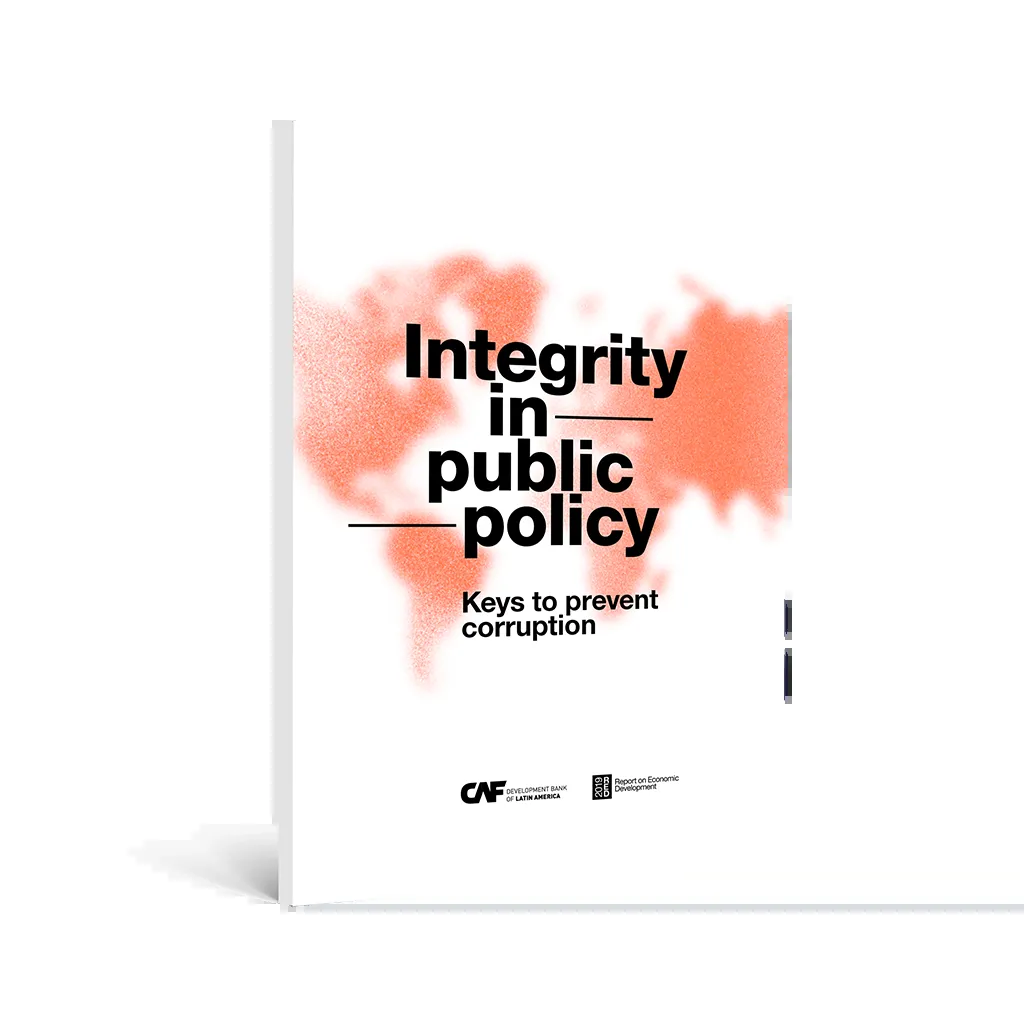 Integrity
in
public
policy
Keys to prevent
corruption
CAF DEVELOPMENT BANK
OF LATIN AMERICA
2019 RED Report on Economic
Development